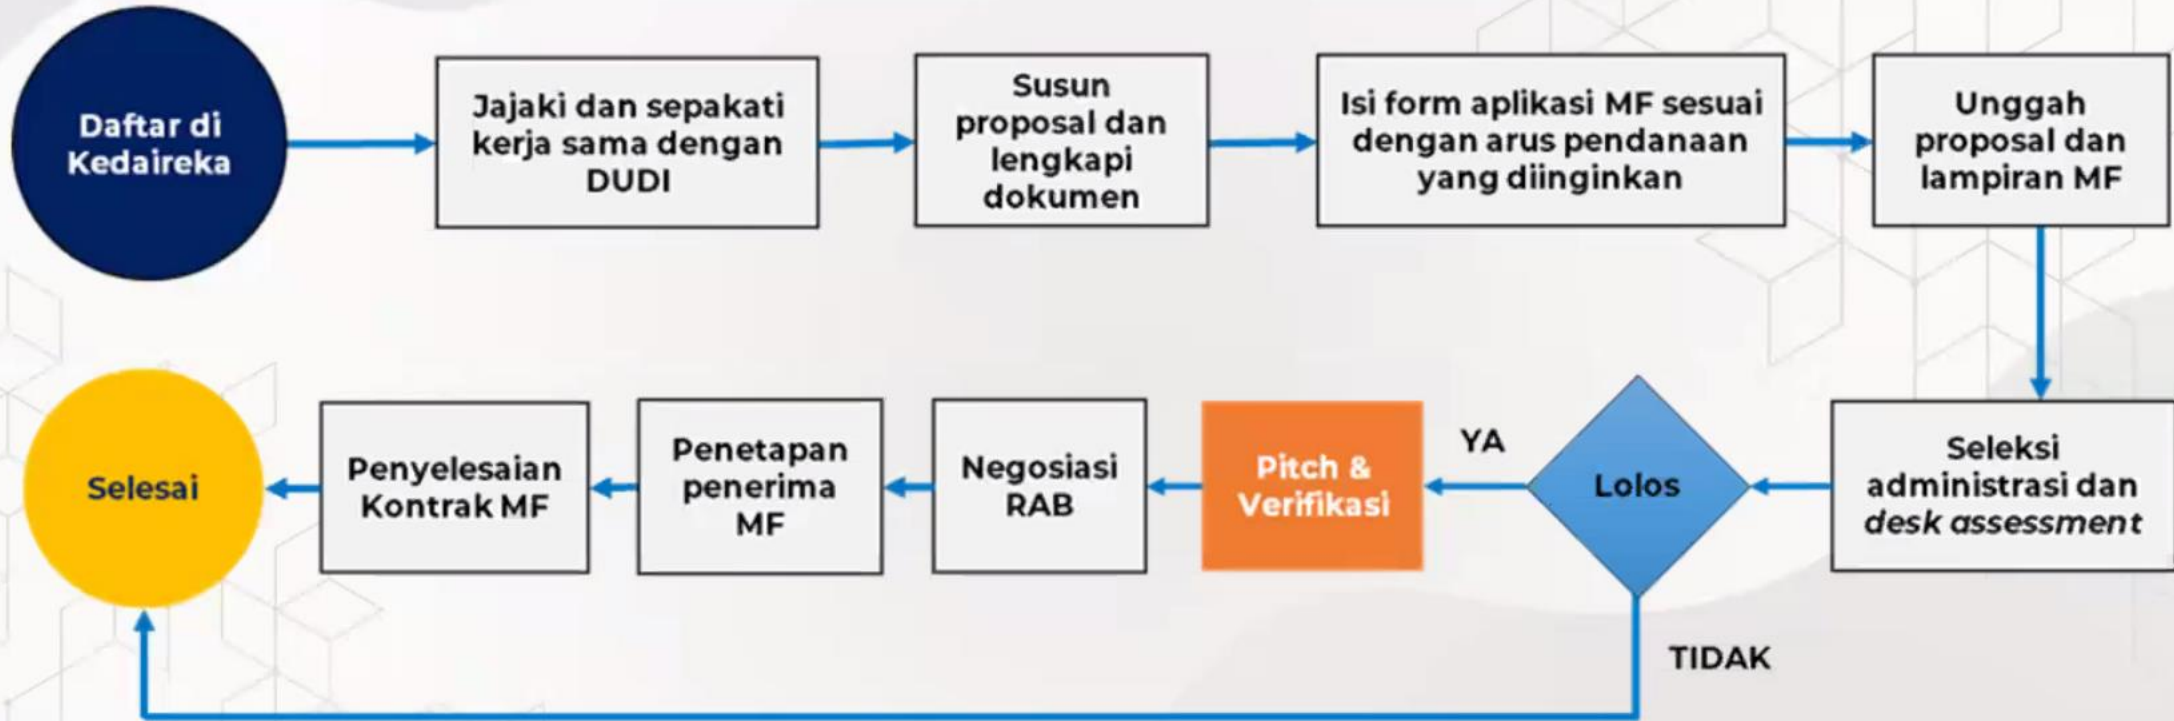 Daftar di
Kedaireka
Jajaki dan sepakati
kerja sama dengan
DUDI
Susun
proposal dan
lengkapi
dokumen
Isi form aplikasi MF sesuai
dengan arus pendanaan
yang diinginkan
Unggah
proposal dan
lampiran MF
Seleksi
administrasi dan
desk assessment
Lolos
YA
Pitch &
Verifikasi
Negosiasi
RAB
Penetapan
penerima
MF
Penyelesaian
Kontrak MF
Selesai
TIDAK